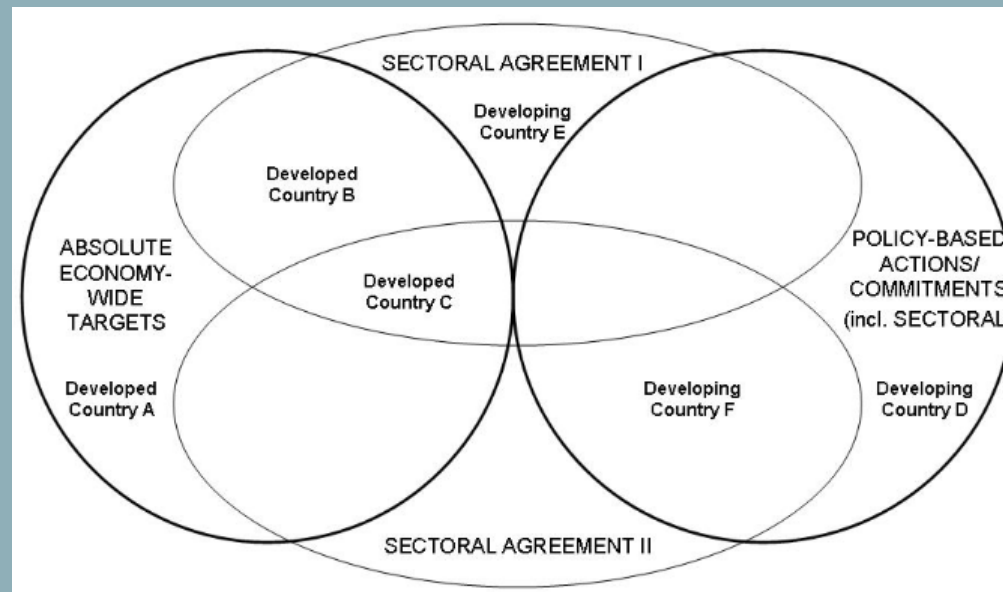 SECTORAL AGREEMENT I
Developing
Country E
Developed
Country B
ABSOLUTE
ECONOMY-
WIDE
TARGETS
Developed
Country C
POLICY-BASED
ACTIONS/
COMMITMENTS
(incl. SECTORAL
Developed
Country A
Developing
Country F
Developing
Country D
SECTORAL AGREEMENT II